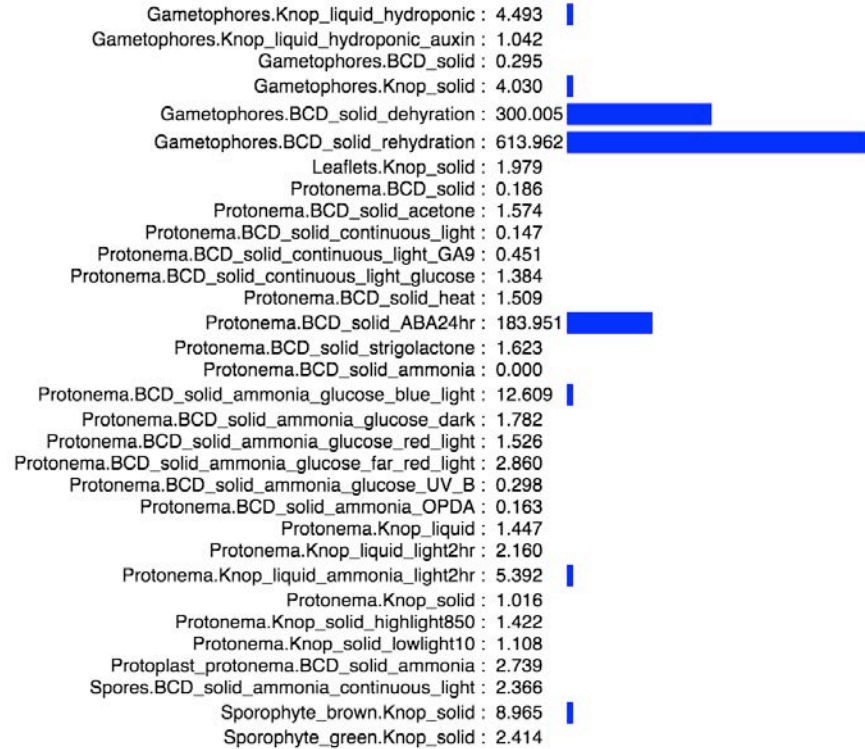 Gametophores.Knop_liquid_hydroponic : 4.493
Gametophores.Knop_liquid_hydroponic_auxin : 1.042
Gametophores.BCD_solid : 0.295
Gametophores.Knop_solid : 4.030
Gametophores.BCD_solid_dehyration : 300.005
Gametophores.BCD_solid_rehydration : 613.962
Leaflets.Knop_solid : 1.979
Protonema.BCD_solid : 0.186
Protonema.BCD_solid_acetone : 1.574
Protonema.BCD_solid_continuous_light : 0.147
Protonema.BCD_solid_continuous_light_GA9 : 0.451
Protonema.BCD_solid_continuous_light_glucose : 1.384
Protonema.BCD_solid_heat : 1.509
Protonema.BCD_solid_ABA24hr : 183.951
Protonema.BCD_solid_strigolactone : 1.623
Protonema.BCD_solid_ammonia : 0.000
Protonema.BCD_solid_ammonia_glucose_blue_light : 12.609
Protonema.BCD_solid_ammonia_glucose_dark : 1.782
Protonema.BCD_solid_ammonia_glucose_red_light : 1.526
Protonema.BCD_solid_ammonia_glucose_far_red_light : 2.860
Protonema.BCD_solid_ammonia_glucose_UV_B : 0.298
Protonema.BCD_solid_ammonia_OPDA : 0.163
Protonema.Knop_liquid : 1.447
Protonema.Knop_liquid_light2hr : 2.160
Protonema.Knop_liquid_ammonia_light2hr : 5.392
Protonema.Knop_solid : 1.016
Protonema.Knop_solid_highlight850 : 1.422
Protonema.Knop_solid_lowlight10 : 1.108
Protoplast_protonema.BCD_solid_ammonia : 2.739
Spores.BCD_solid_ammonia_continuous_light : 2.366
Sporophyte_brown.Knop_solid : 8.965
Sporophyte_green.Knop_solid : 2.414